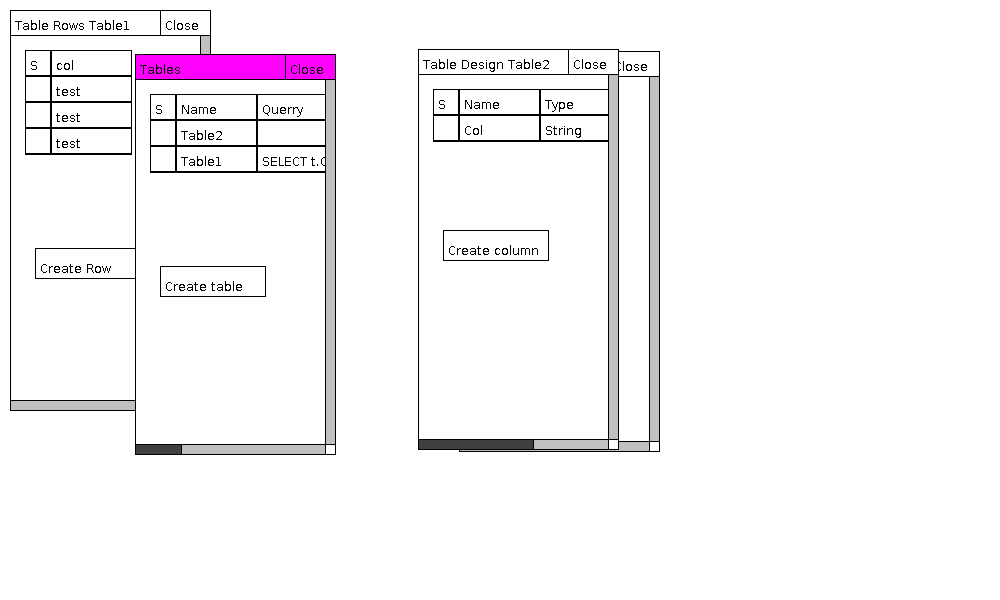 Table Rows Table1 Close
S col
test
test
test
Create Row
Tables Close
S Name Querry
Table2
Table1 SELECT t.
Create table
Table Design Table2 Close
S Name Type
Col String
Create column
Close